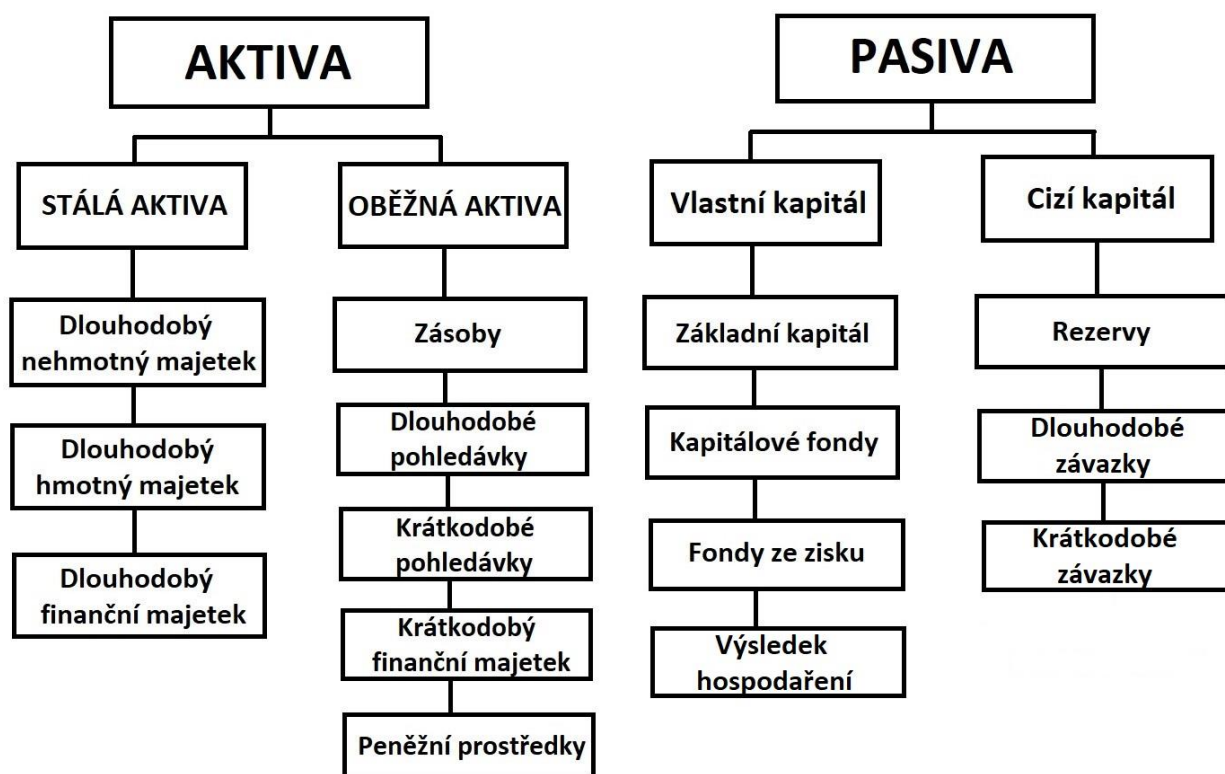 AKTIVA
STÁLÁ AKTIVA
Dlouhodobý
nehmotný majetek
Dlouhodobý
hmotný majetek
Dlouhodobý
finanční majetek
OBĚŽNÁ AKTIVA
Zásoby
Dlouhodobé
pohledávky
Krátkodobé
pohledávky
Krátkodobý
finanční majetek
Peněžní prostředky
PASIVA
Vlastní kapitál
Základní kapitál
Kapitálové fondy
Fondy ze zisku
Výsledek
hospodaření
Cizí kapitál
Rezervy
Dlouhodobé
závazky
Krátkodobé
závazky